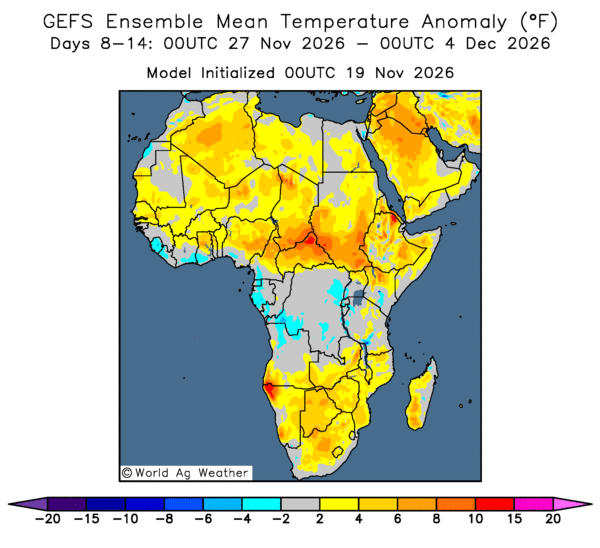 GEFS Ensemble Mean Temperature Anomaly (°F)
Days 8-14: 00UTC 27 Nov 2026 - 00UTC 4 Dec 2026
Model Initialized 00UTC 19 Nov 2026
©World Ag Weather
-20 -15 -10 -8 -6 -4 -2 2 4 6 8 10 15 20